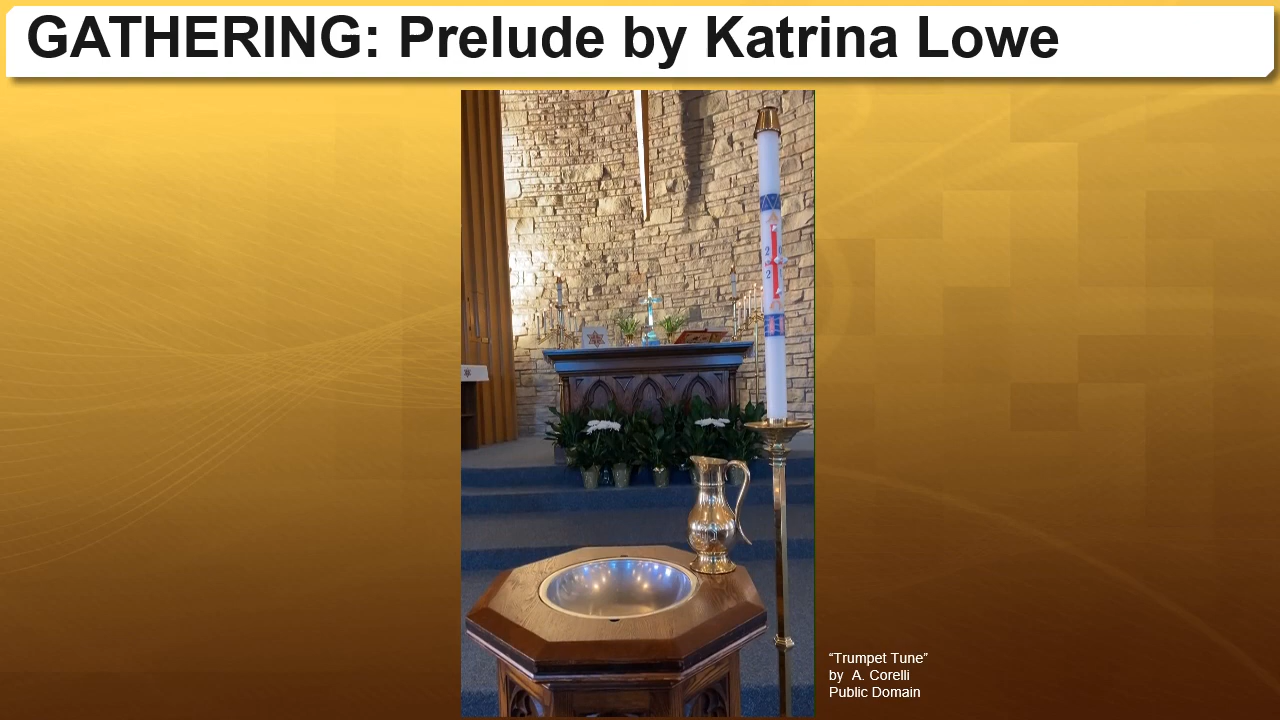 GATHERING: Prelude by Katrina Lowe
“Trumpet Tune”
by  A. Corelli
Public Domain